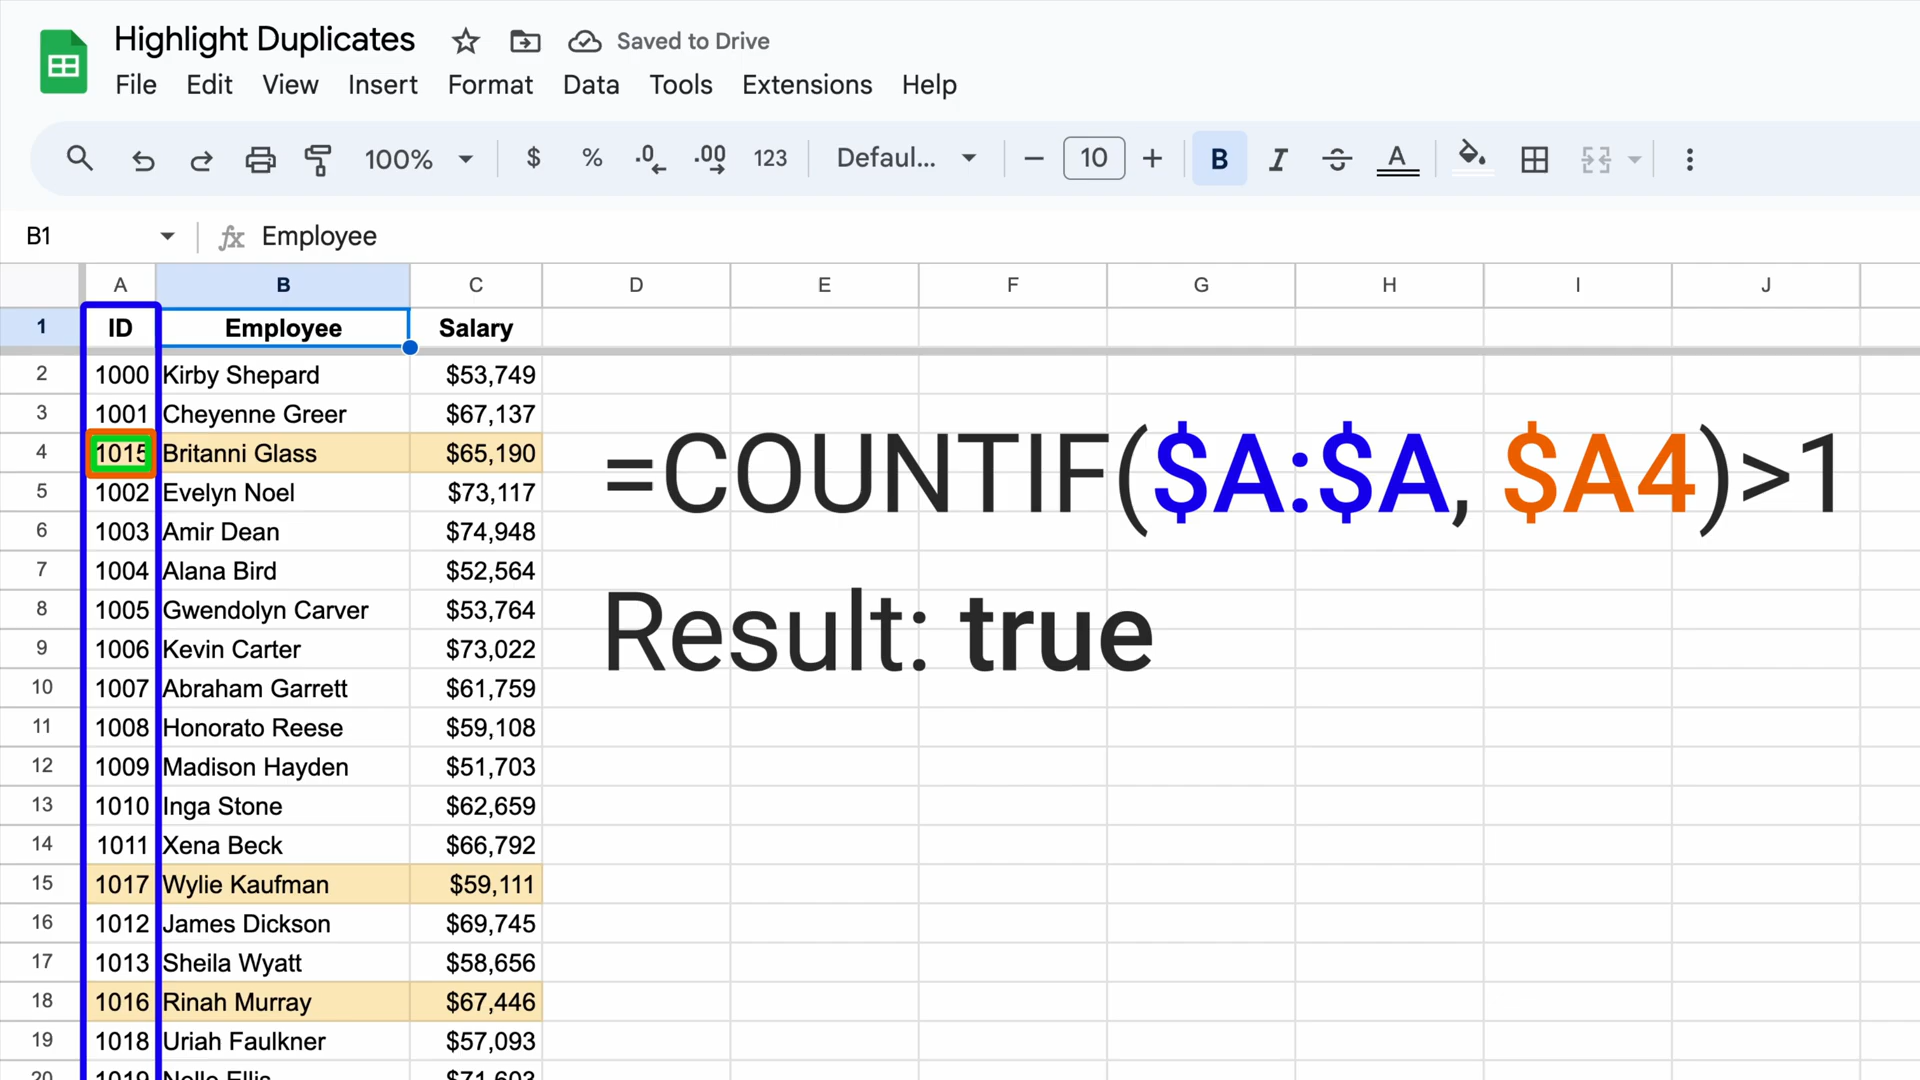 Highlight Duplicates Saved to Drive
File Edit View Insert Format Data Tools Extensions Help
100% $ % .0 .00 123 Defaul... − 10 + B I S A
B1 fx Employee
A B C D E F G H I J
1 ID Employee Salary
2 1000 Kirby Shepard $53,749
3 1001 Cheyenne Greer $67,137
4 1015 Britanni Glass $65,190
=COUNTIF($A:$A, $A4)>1
5 1002 Evelyn Noel $73,117
6 1003 Amir Dean $74,948
7 1004 Alana Bird $52,564
8 1005 Gwendolyn Carver $53,764
Result: true
9 1006 Kevin Carter $73,022
10 1007 Abraham Garrett $61,759
11 1008 Honorato Reese $59,108
12 1009 Madison Hayden $51,703
13 1010 Inga Stone $62,659
14 1011 Xena Beck $66,792
15 1017 Wylie Kaufman $59,111
16 1012 James Dickson $69,745
17 1013 Sheila Wyatt $58,656
18 1016 Rinah Murray $67,446
19 1018 Uriah Faulkner $57,093
20 1019 Nelle Ellis $71,603